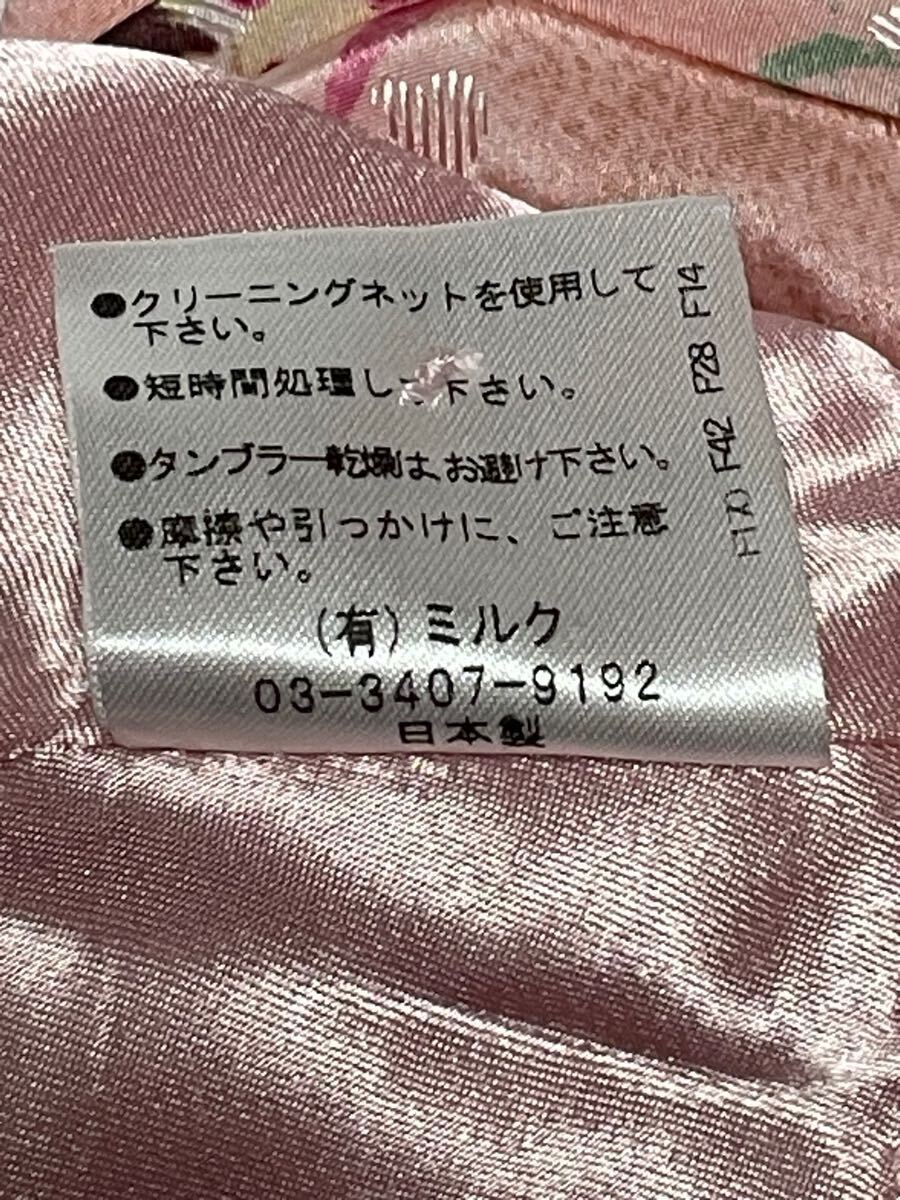 ●クリーニングネットを使用して
下さい。
●短時間処理し 下さい。
●タンブラー乾燥は、お避け下さい。
●摩擦や引っかけに、ご注意
下さい。
(有)ミルク
03-3407-9192
日本製
F42 F28 F14